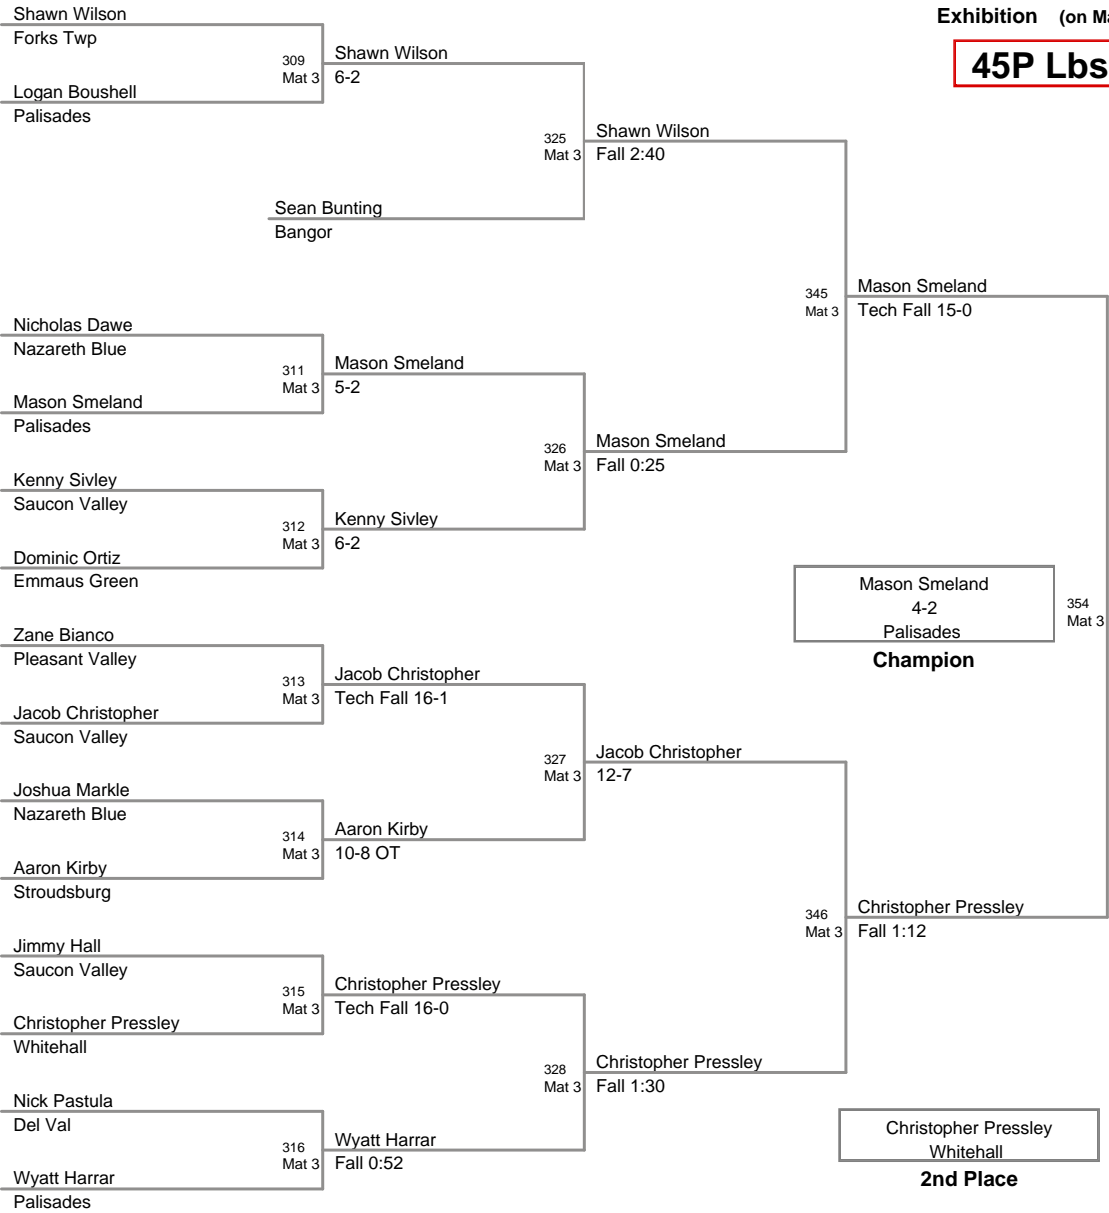 Exhibition (on Ma
45P Lbs
Shawn Wilson
Forks Twp
309
Mat 3
Shawn Wilson
6-2
Logan Boushell
Palisades
325
Mat 3
Shawn Wilson
Fall 2:40
Sean Bunting
Bangor
345
Mat 3
Mason Smeland
Tech Fall 15-0
Nicholas Dawe
Nazareth Blue
311
Mat 3
Mason Smeland
5-2
Mason Smeland
Palisades
326
Mat 3
Mason Smeland
Fall 0:25
Kenny Sivley
Saucon Valley
312
Mat 3
Kenny Sivley
6-2
Dominic Ortiz
Emmaus Green
Mason Smeland
4-2
Palisades
Champion
354
Mat 3
Zane Bianco
Pleasant Valley
313
Mat 3
Jacob Christopher
Tech Fall 16-1
Jacob Christopher
Saucon Valley
327
Mat 3
Jacob Christopher
12-7
Joshua Markle
Nazareth Blue
314
Mat 3
Aaron Kirby
10-8 OT
Aaron Kirby
Stroudsburg
346
Mat 3
Christopher Pressley
Fall 1:12
Jimmy Hall
Saucon Valley
315
Mat 3
Christopher Pressley
Tech Fall 16-0
Christopher Pressley
Whitehall
328
Mat 3
Christopher Pressley
Fall 1:30
Nick Pastula
Del Val
316
Mat 3
Wyatt Harrar
Fall 0:52
Wyatt Harrar
Palisades
Christopher Pressley
Whitehall
2nd Place